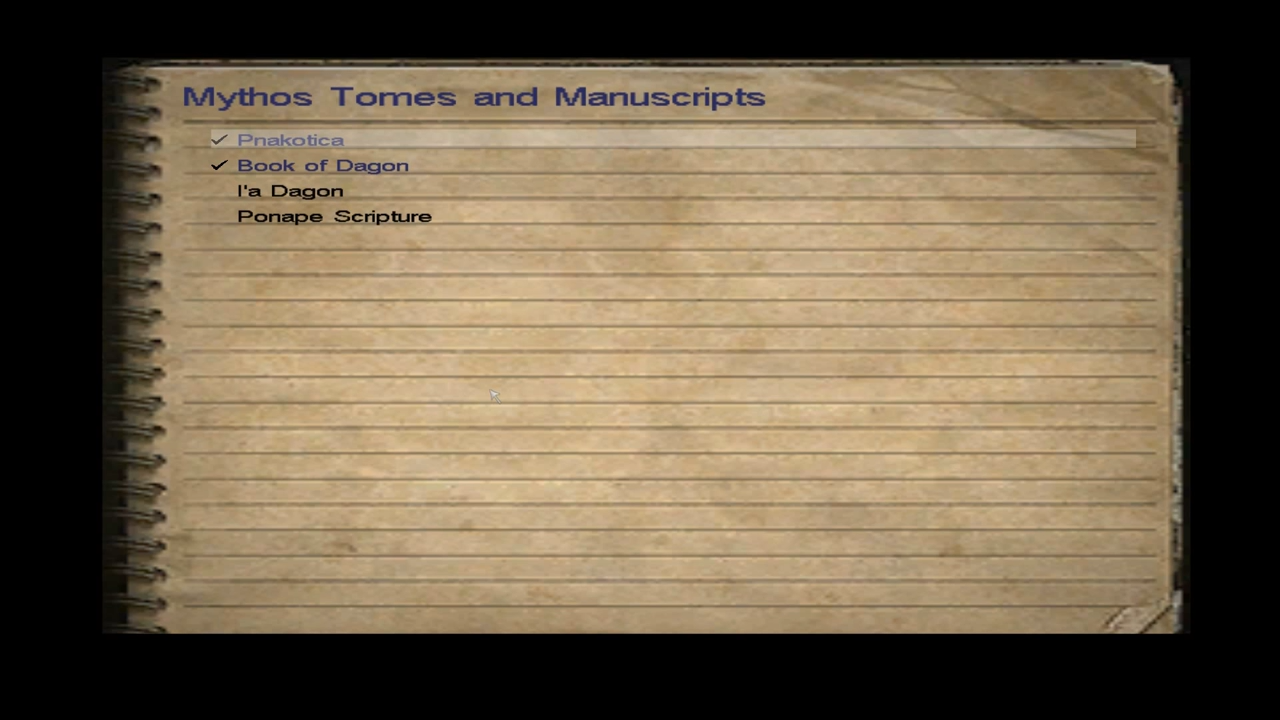 Mythos Tomes and Manuscripts
Pnakotica
Book of Dagon
I'a Dagon
Ponape Scripture